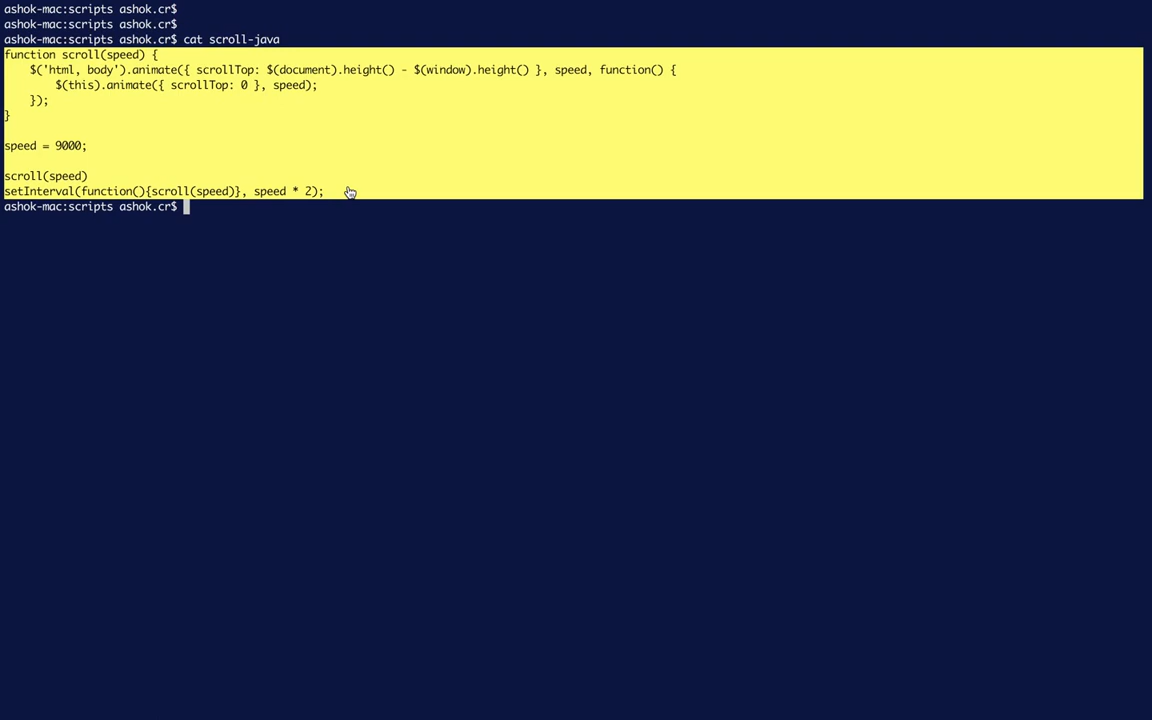 ashok-mac:scripts ashok.cr$
ashok-mac:scripts ashok.cr$
ashok-mac:scripts ashok.cr$ cat scroll-java
function scroll(speed) {
    $('html, body').animate({ scrollTop: $(document).height() - $(window).height() }, speed, function() {
        $(this).animate({ scrollTop: 0 }, speed);
    });
}
speed = 9000;
scroll(speed)
setInterval(function(){scroll(speed)}, speed * 2);
ashok-mac:scripts ashok.cr$